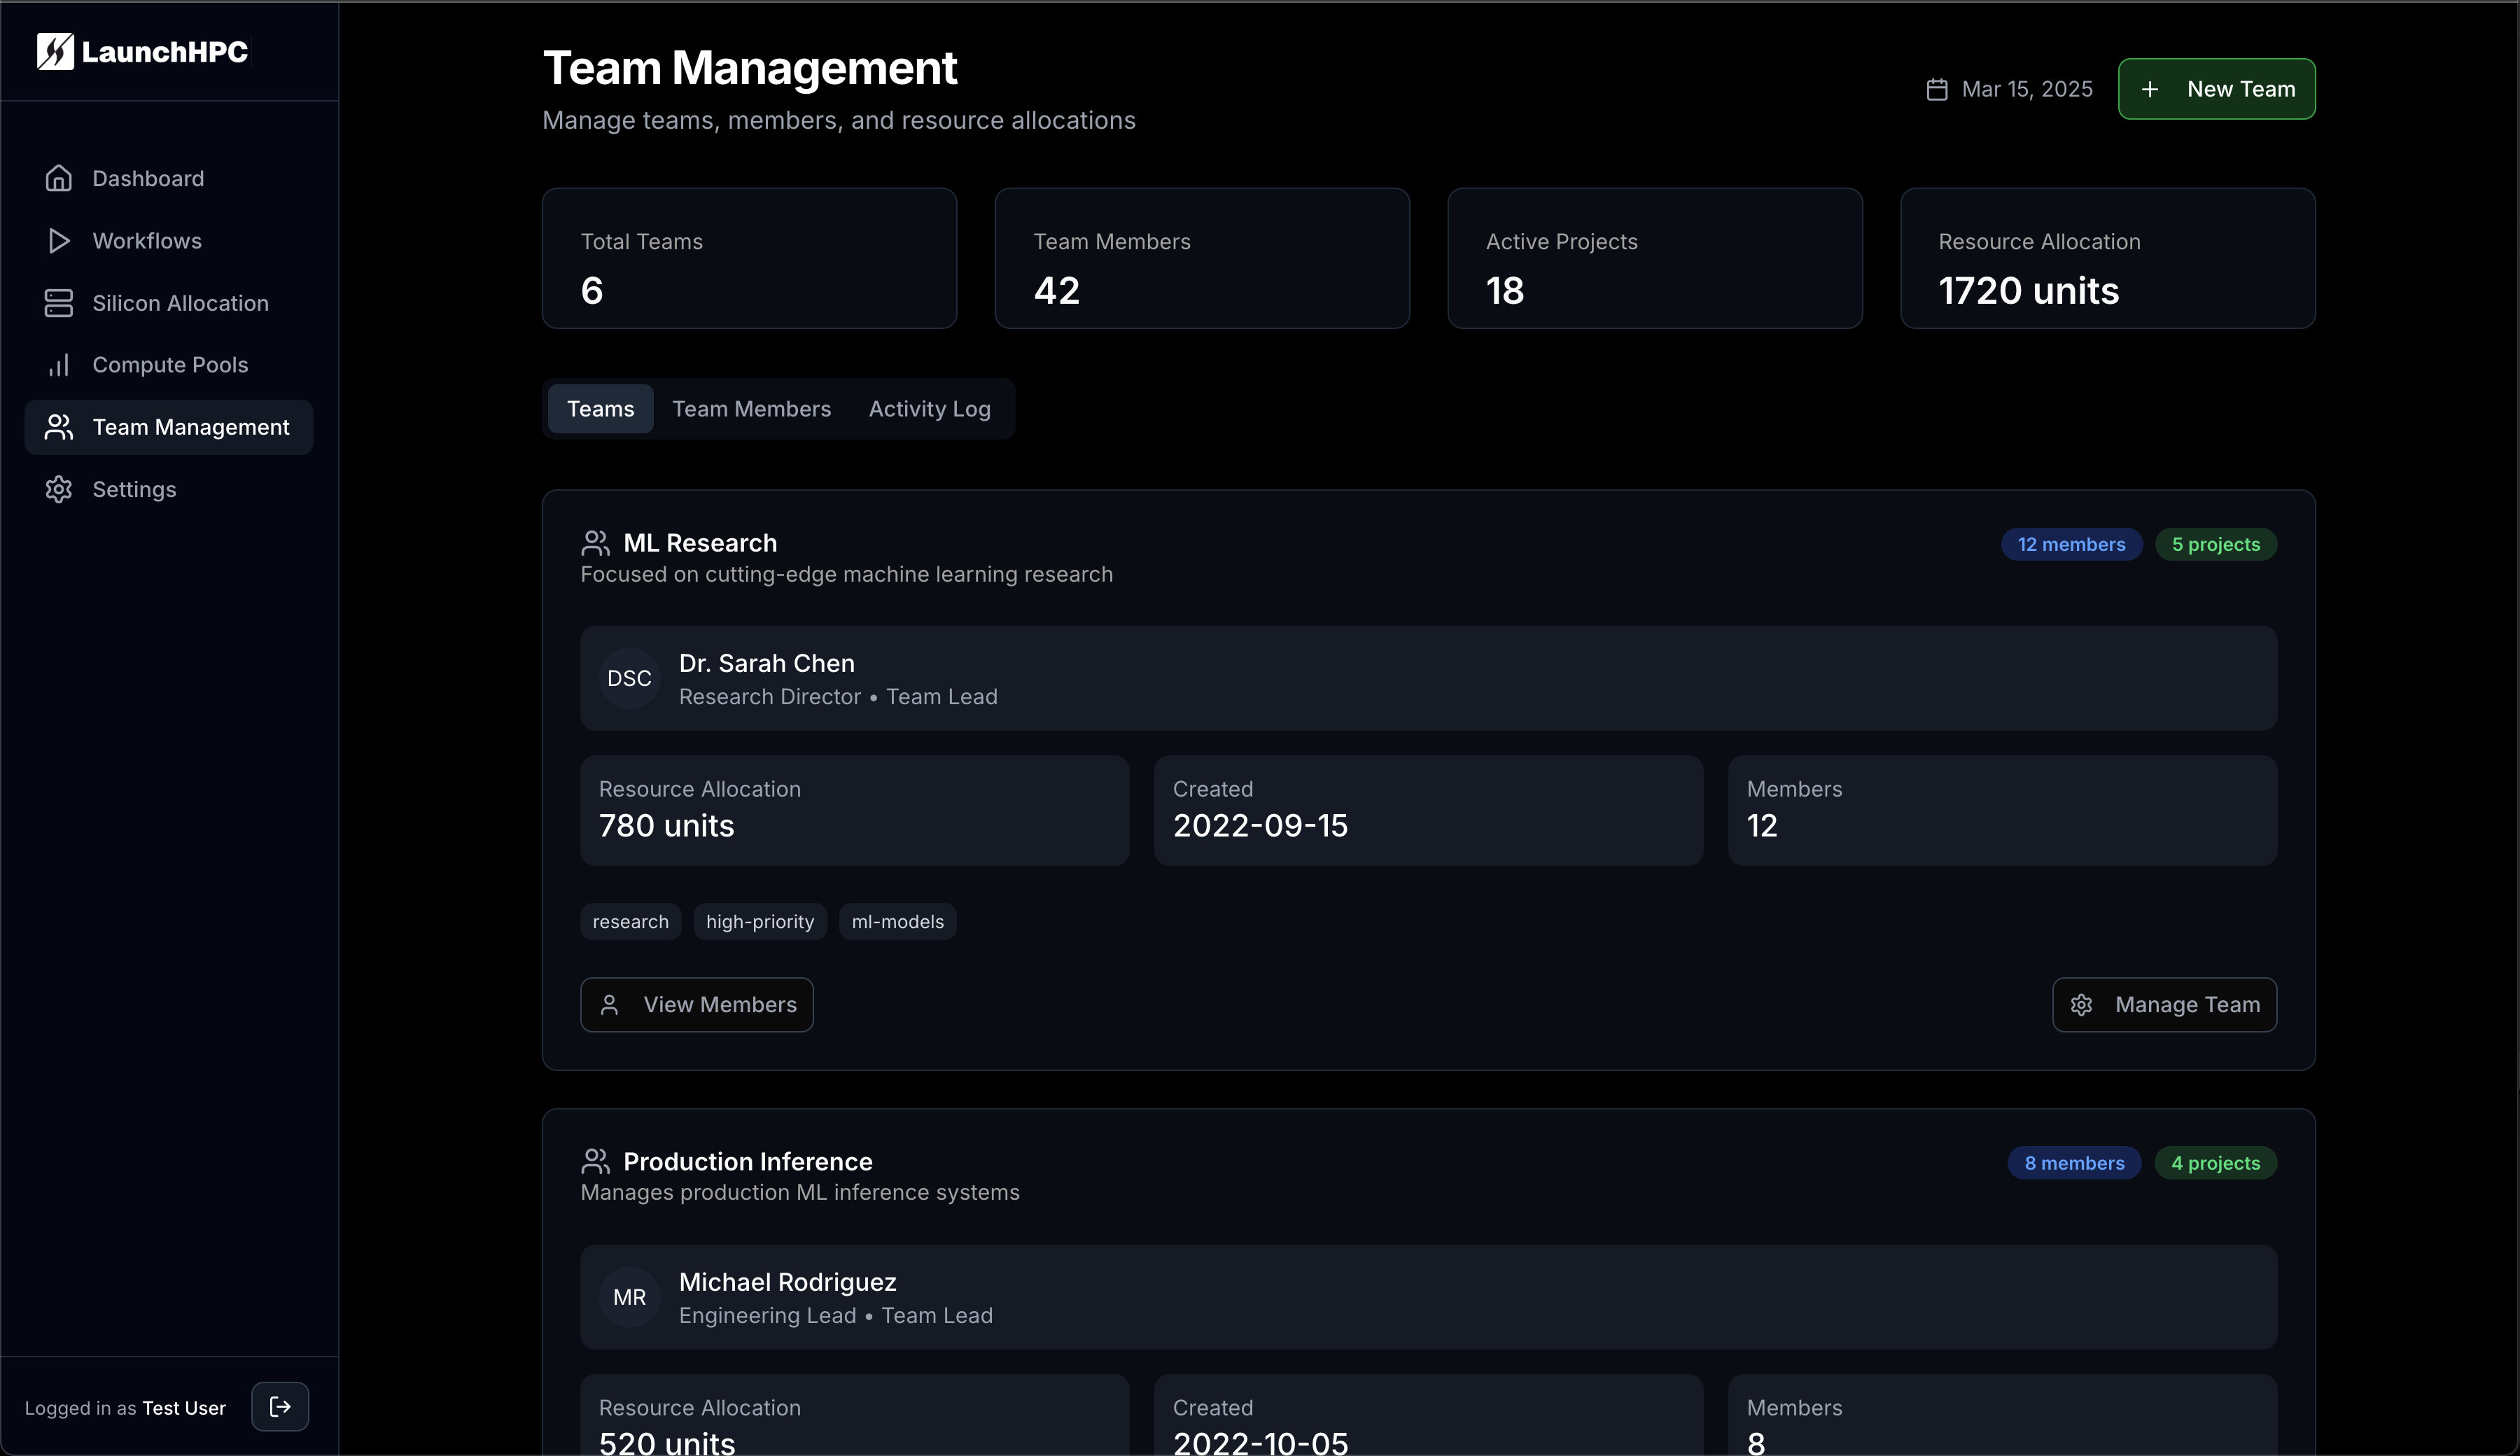 LaunchHPC
Dashboard
Workflows
Silicon Allocation
Compute Pools
Team Management
Settings
Logged in as Test User
Team Management
Manage teams, members, and resource allocations
Mar 15, 2025
New Team
Total Teams
6
Team Members
42
Active Projects
18
Resource Allocation
1720 units
Teams Team Members Activity Log
ML Research
Focused on cutting-edge machine learning research
12 members 5 projects
DSC
Dr. Sarah Chen
Research Director • Team Lead
Resource Allocation
780 units
Created
2022-09-15
Members
12
research high-priority ml-models
View Members
Manage Team
Production Inference
Manages production ML inference systems
8 members 4 projects
MR
Michael Rodriguez
Engineering Lead • Team Lead
Resource Allocation
520 units
Created
2022-10-05
Members
8